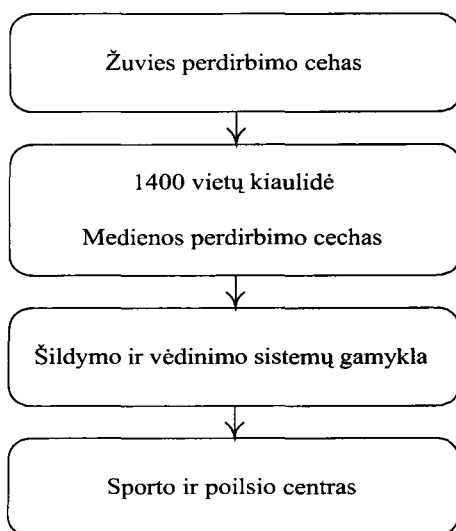 Žuvies perdirbimo cehas
1400 vietų kiaulidė
Medienos perdirbimo cechas
Šildymo ir vėdinimo sistemų gamykla
Sporto ir poilsio centras